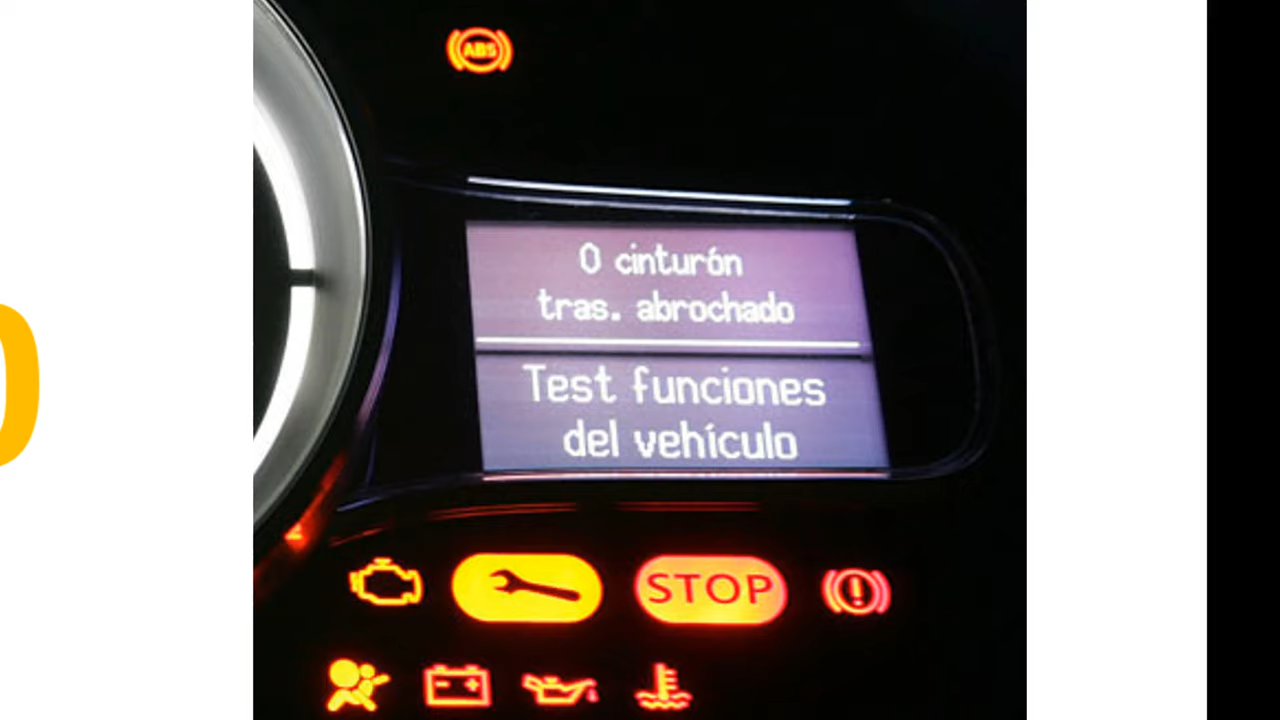 ABS
0 cinturón
tras. abrochado
Test funciones
del vehículo
STOP